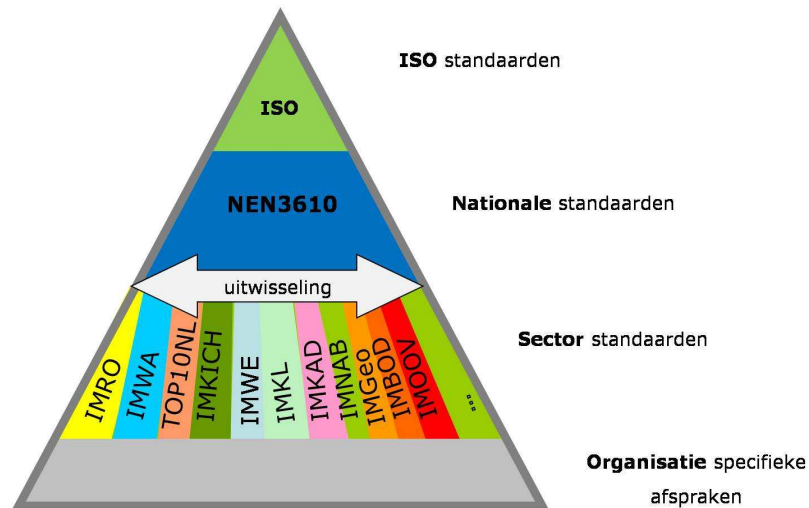 ISO standaarden
ISO
NEN3610
Nationale standaarden
uitwisseling
Sector standaarden
IMRO
IMWA
TOP10NL
IMKICH
IMWE
IMKL
IMKAD
IMNAB
IMGeo
IMBOD
IMOOV
...
Organisatie specifieke
afspraken